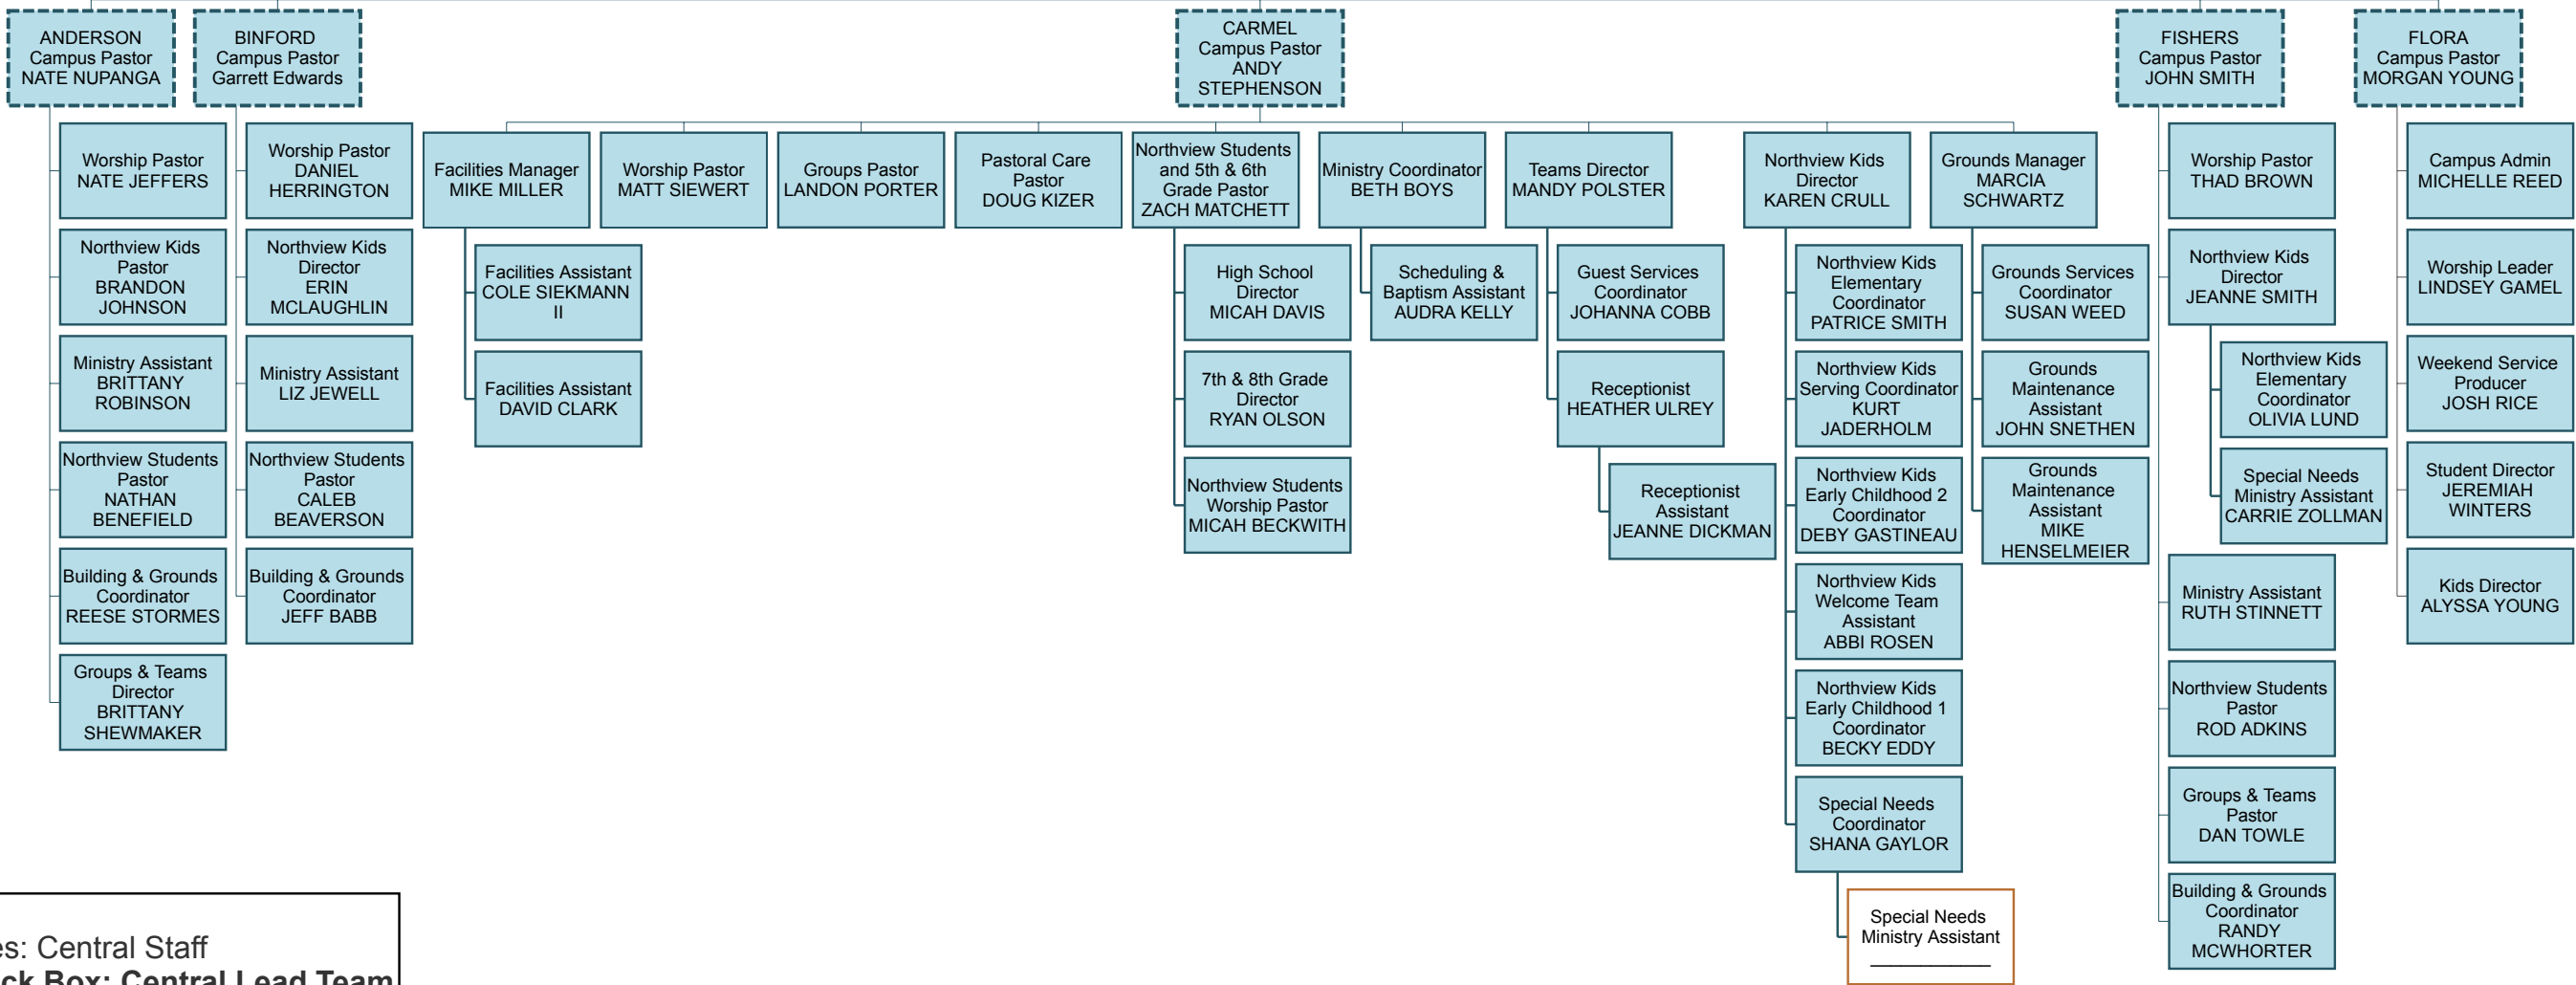 ANDERSON
Campus Pastor
NATE NUPANGA
Worship Pastor
NATE JEFFERS
Northview Kids
Pastor
BRANDON
JOHNSON
Ministry Assistant
BRITTANY
ROBINSON
Northview Students
Pastor
NATHAN
BENEFIELD
Building & Grounds
Coordinator
REESE STORMES
Groups & Teams
Director
BRITTANY
SHEWMAKER
BINFORD
Campus Pastor
Garrett Edwards
Worship Pastor
DANIEL
HERRINGTON
Northview Kids
Director
ERIN
MCLAUGHLIN
Ministry Assistant
LIZ JEWELL
Northview Students
Pastor
CALEB
BEAVERSON
Building & Grounds
Coordinator
JEFF BABB
CARMEL
Campus Pastor
ANDY
STEPHENSON
Facilities Manager
MIKE MILLER
Facilities Assistant
COLE SIEKMANN
II
Facilities Assistant
DAVID CLARK
Worship Pastor
MATT SIEWERT
Groups Pastor
LANDON PORTER
Pastoral Care
Pastor
DOUG KIZER
Northview Students
and 5th & 6th
Grade Pastor
ZACH MATCHETT
High School
Director
MICAH DAVIS
7th & 8th Grade
Director
RYAN OLSON
Northview Students
Worship Pastor
MICAH BECKWITH
Ministry Coordinator
BETH BOYS
Scheduling &
Baptism Assistant
AUDRA KELLY
Teams Director
MANDY POLSTER
Guest Services
Coordinator
JOHANNA COBB
Receptionist
HEATHER ULREY
Receptionist
Assistant
JEANNE DICKMAN
Northview Kids
Director
KAREN CRULL
Northview Kids
Elementary
Coordinator
PATRICE SMITH
Northview Kids
Serving Coordinator
KURT
JADERHOLM
Northview Kids
Early Childhood 2
Coordinator
DEBY GASTINEAU
Northview Kids
Welcome Team
Assistant
ABBI ROSEN
Northview Kids
Early Childhood 1
Coordinator
BECKY EDDY
Special Needs
Coordinator
SHANA GAYLOR
Special Needs
Ministry Assistant
____________
Grounds Manager
MARCIA
SCHWARTZ
Grounds Services
Coordinator
SUSAN WEED
Grounds
Maintenance
Assistant
JOHN SNETHEN
Grounds
Maintenance
Assistant
MIKE
HENSELMEIER
FISHERS
Campus Pastor
JOHN SMITH
Worship Pastor
THAD BROWN
Northview Kids
Director
JEANNE SMITH
Northview Kids
Elementary
Coordinator
OLIVIA LUND
Special Needs
Ministry Assistant
CARRIE ZOLLMAN
Ministry Assistant
RUTH STINNETT
Northview Students
Pastor
ROD ADKINS
Groups & Teams
Pastor
DAN TOWLE
Building & Grounds
Coordinator
RANDY
MCWHORTER
FLORA
Campus Pastor
MORGAN YOUNG
Campus Admin
MICHELLE REED
Worship Leader
LINDSEY GAMEL
Weekend Service
Producer
JOSH RICE
Student Director
JEREMIAH
WINTERS
Kids Director
ALYSSA YOUNG
es: Central Staff
ck Box: Central Lead Team